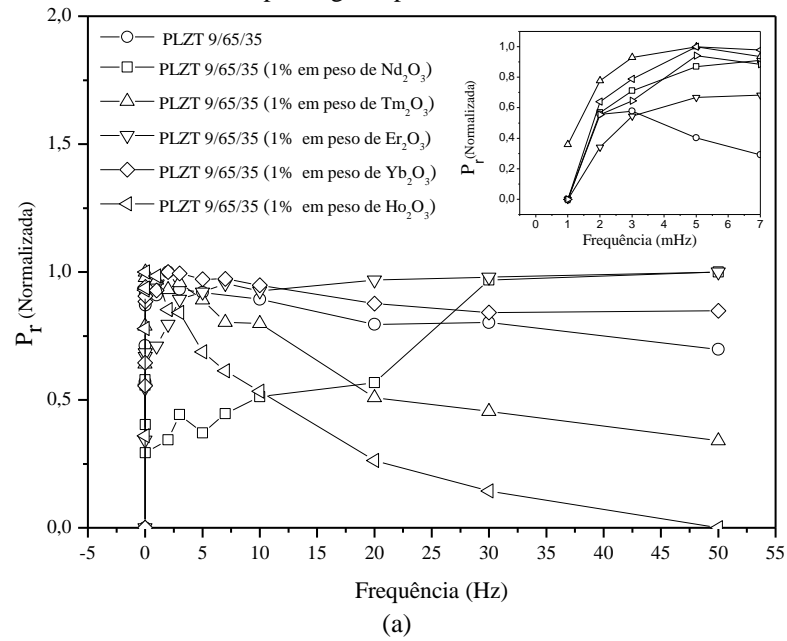 2,0
1,5
1,0
0,5
0,0
-5 0 5 10 15 20 25 30 35 40 45 50 55
P_r (Normalizada)
Frequência (Hz)
PLZT 9/65/35
PLZT 9/65/35 (1% em peso de Nd₂O₃)
PLZT 9/65/35 (1% em peso de Tm₂O₃)
PLZT 9/65/35 (1% em peso de Er₂O₃)
PLZT 9/65/35 (1% em peso de Yb₂O₃)
PLZT 9/65/35 (1% em peso de Ho₂O₃)
1,0
0,8
0,6
0,4
0,2
0,0
0 1 2 3 4 5 6 7
P_r (Normalizada)
Frequência (mHz)
(a)